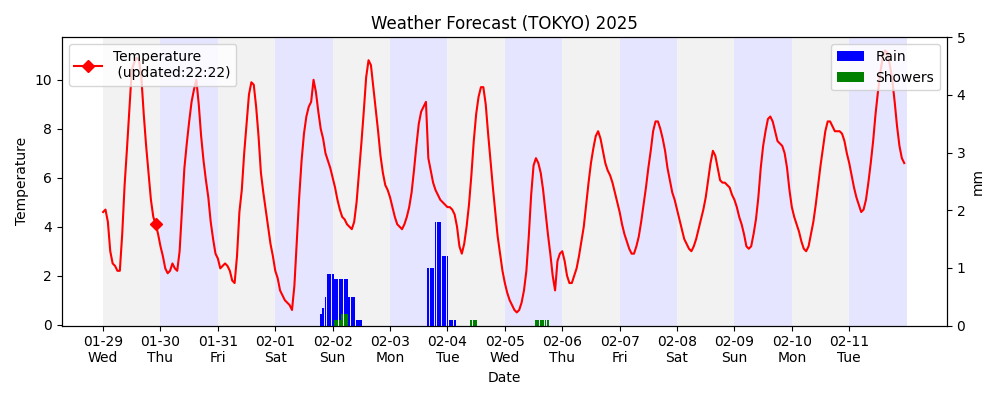 Weather Forecast (TOKYO) 2025
Temperature
(updated:22:22)
Rain
Showers
Temperature
10
8
6
4
2
0
5
4
3
2
1
0
mm
01-29 01-30 01-31 02-01 02-02 02-03 02-04 02-05 02-06 02-07 02-08 02-09 02-10 02-11
Wed Thu Fri Sat Sun Mon Tue Wed Thu Fri Sat Sun Mon Tue
Date